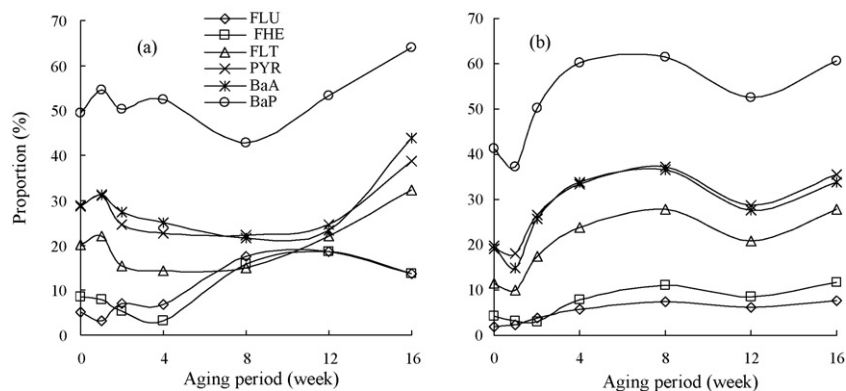 Proportion (%)
70
60
50
40
30
20
10
0
(a)
FLU
FHE
FLT
PYR
BaA
BaP
0 4 8 12 16
Aging period (week)
70
60
50
40
30
20
10
0
(b)
0 4 8 12 16
Aging period (week)